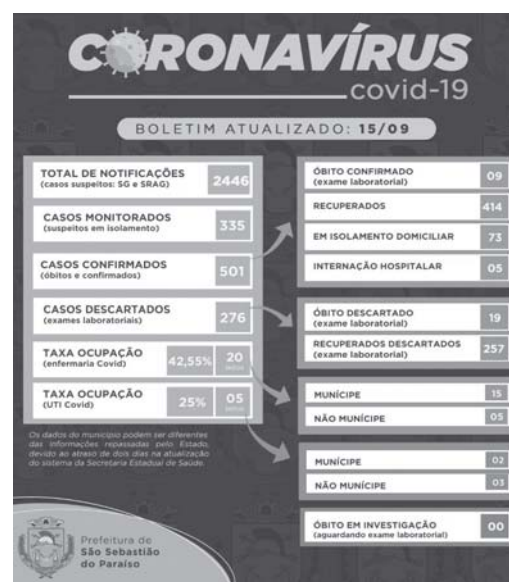 CORONAVÍRUS
covid-19
BOLETIM ATUALIZADO: 15/09
TOTAL DE NOTIFICAÇÕES
(casos suspeitos: SG e SRAG)
2446
CASOS MONITORADOS
(suspeitos em isolamento)
335
CASOS CONFIRMADOS
(óbitos e confirmados)
501
CASOS DESCARTADOS
(exames laboratoriais)
276
TAXA OCUPAÇÃO
(enfermaria Covid)
42,55%
20
leitos
TAXA OCUPAÇÃO
(UTI Covid)
25%
05
leitos
Os dados do município podem ser diferentes
das informações repassadas pelo Estado,
devido ao atraso de dois dias na atualização
do sistema da Secretaria Estadual de Saúde.
ÓBITO CONFIRMADO
(exame laboratorial)
09
RECUPERADOS
414
EM ISOLAMENTO DOMICILIAR
73
INTERNAÇÃO HOSPITALAR
05
ÓBITO DESCARTADO
(exame laboratorial)
19
RECUPERADOS DESCARTADOS
(exame laboratorial)
257
MUNÍCIPE
15
NÃO MUNÍCIPE
05
MUNÍCIPE
02
NÃO MUNÍCIPE
03
ÓBITO EM INVESTIGAÇÃO
(aguardando exame laboratorial)
00
Prefeitura de
São Sebastião
do Paraíso